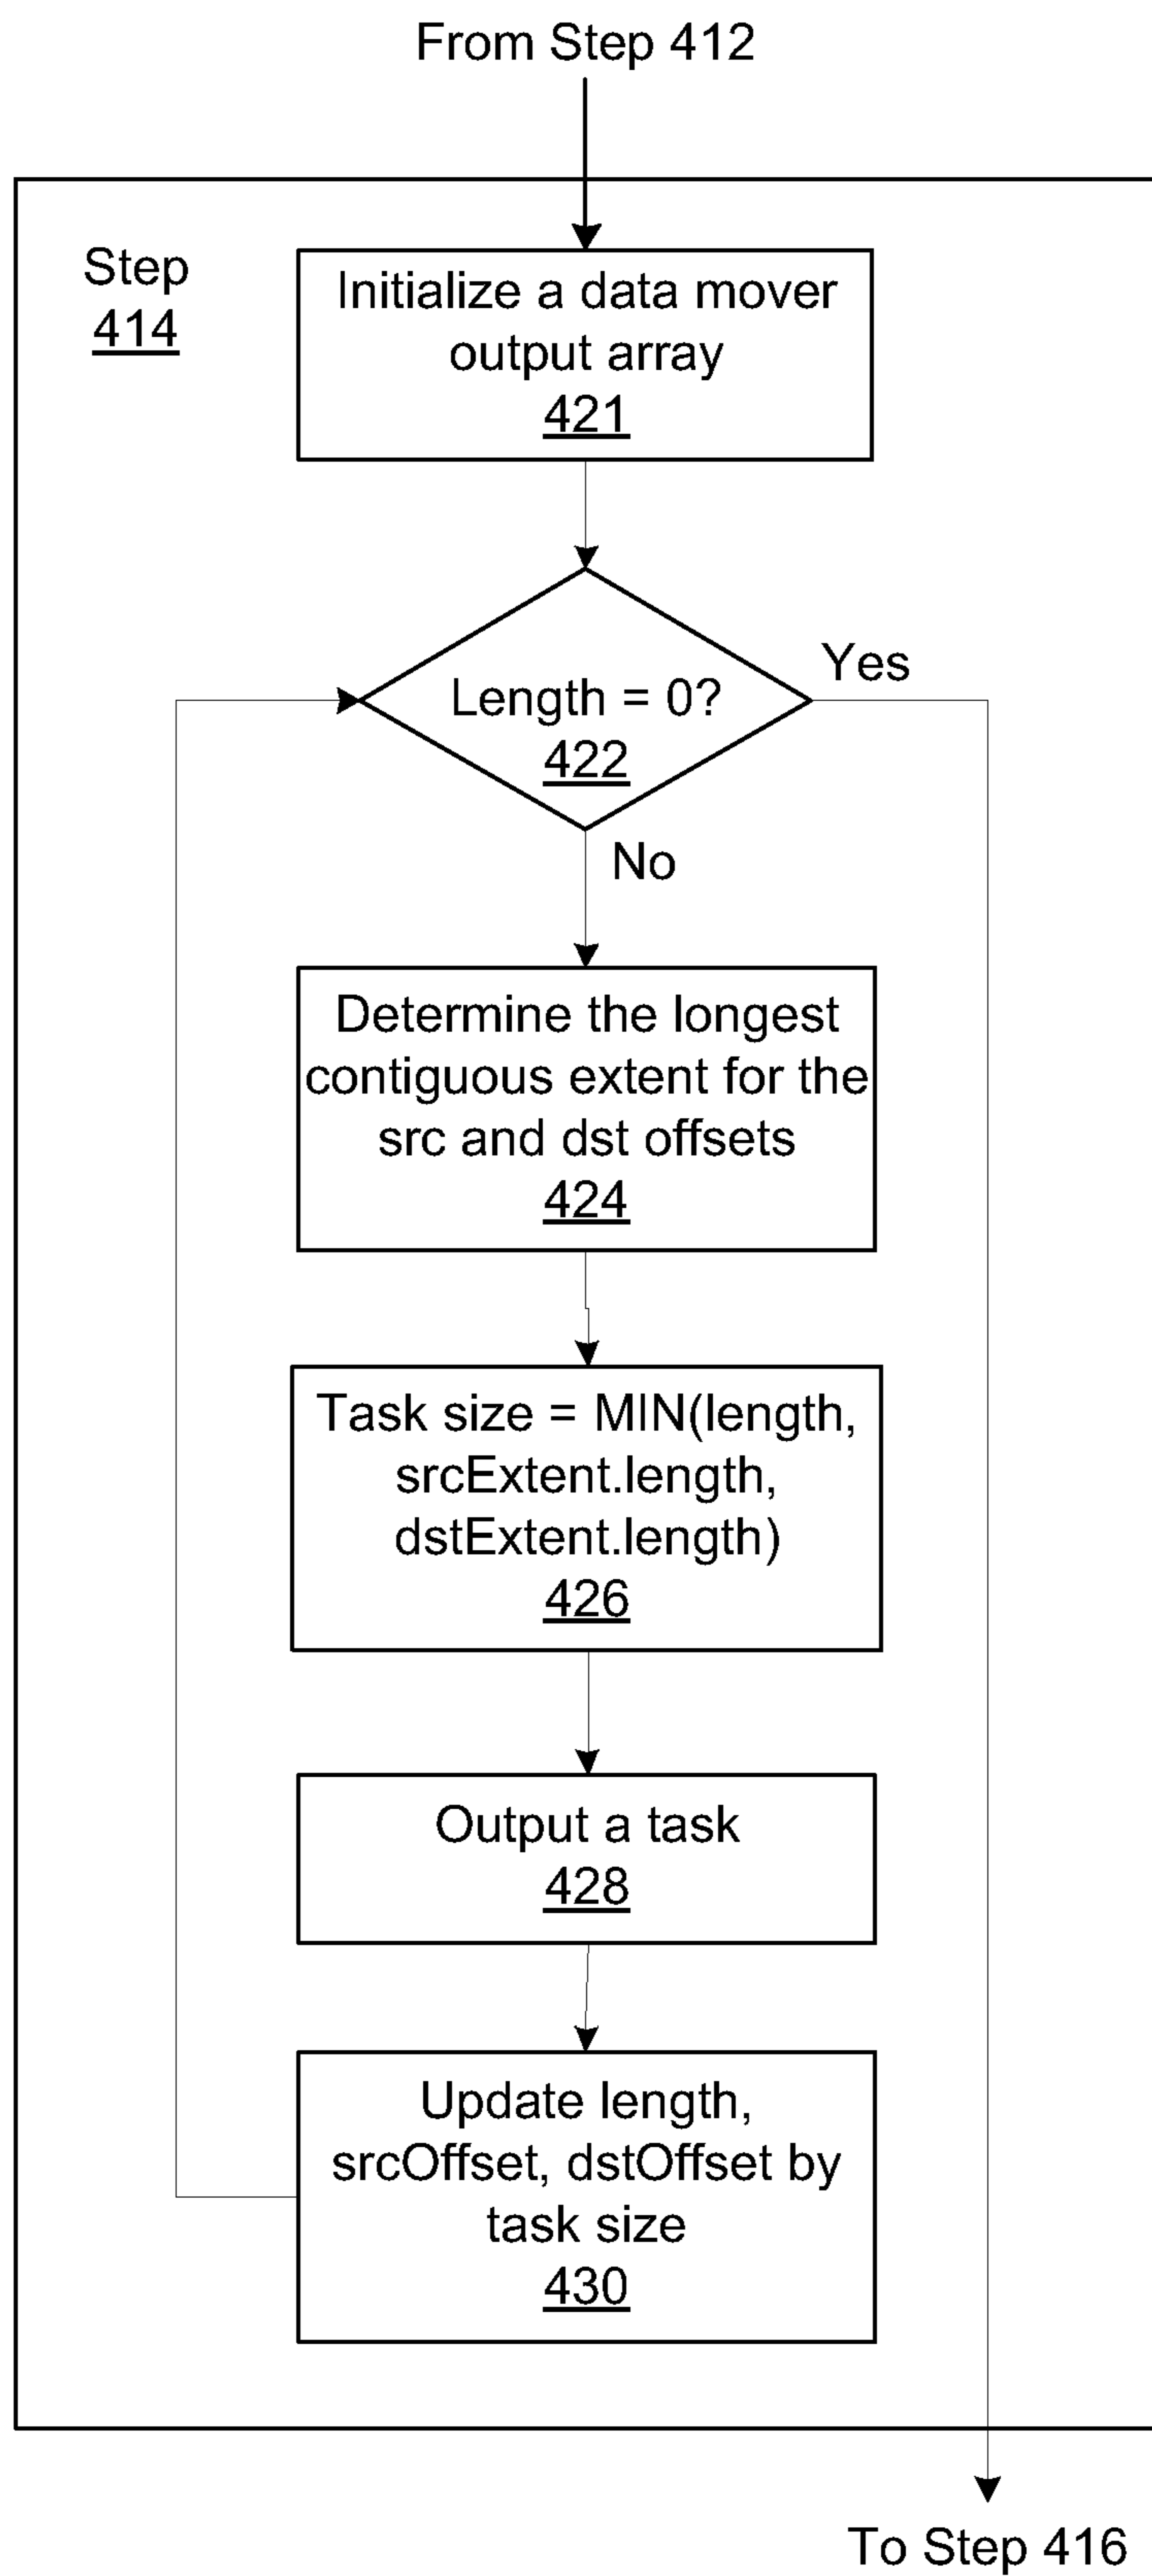 From Step 412
Step
414
Initialize a data mover
output array
421
Length = 0?
422
Yes
No
Determine the longest
contiguous extent for the
src and dst offsets
424
Task size = MIN(length,
srcExtent.length,
dstExtent.length)
426
Output a task
428
Update length,
srcOffset, dstOffset by
task size
430
To Step 416